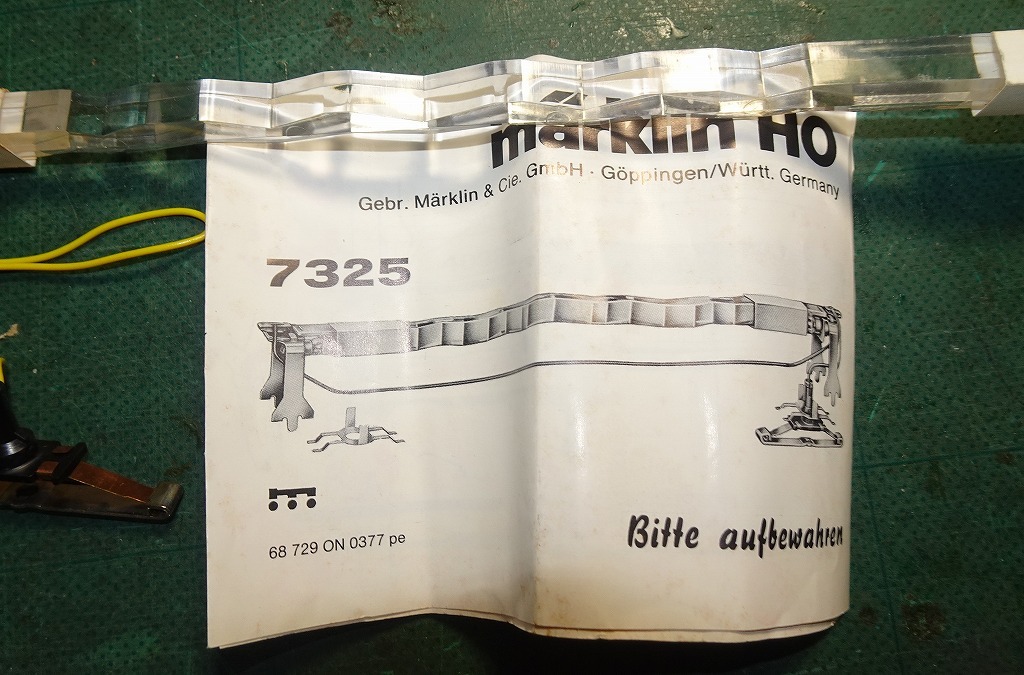 märklin HO
Gebr. Märklin & Cie. GmbH · Göppingen/Württ. Germany
7325
68 729 ON 0377 pe
Bitte aufbewahren